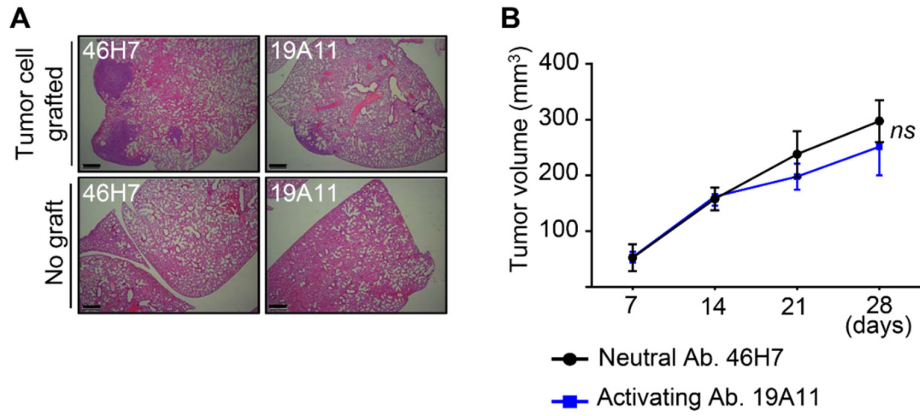 A
46H7
19A11
Tumor cell
grafted
46H7
19A11
No graft
B
Tumor volume (mm³)
400
300
200
100
ns
7 14 21 28
(days)
Neutral Ab. 46H7
Activating Ab. 19A11